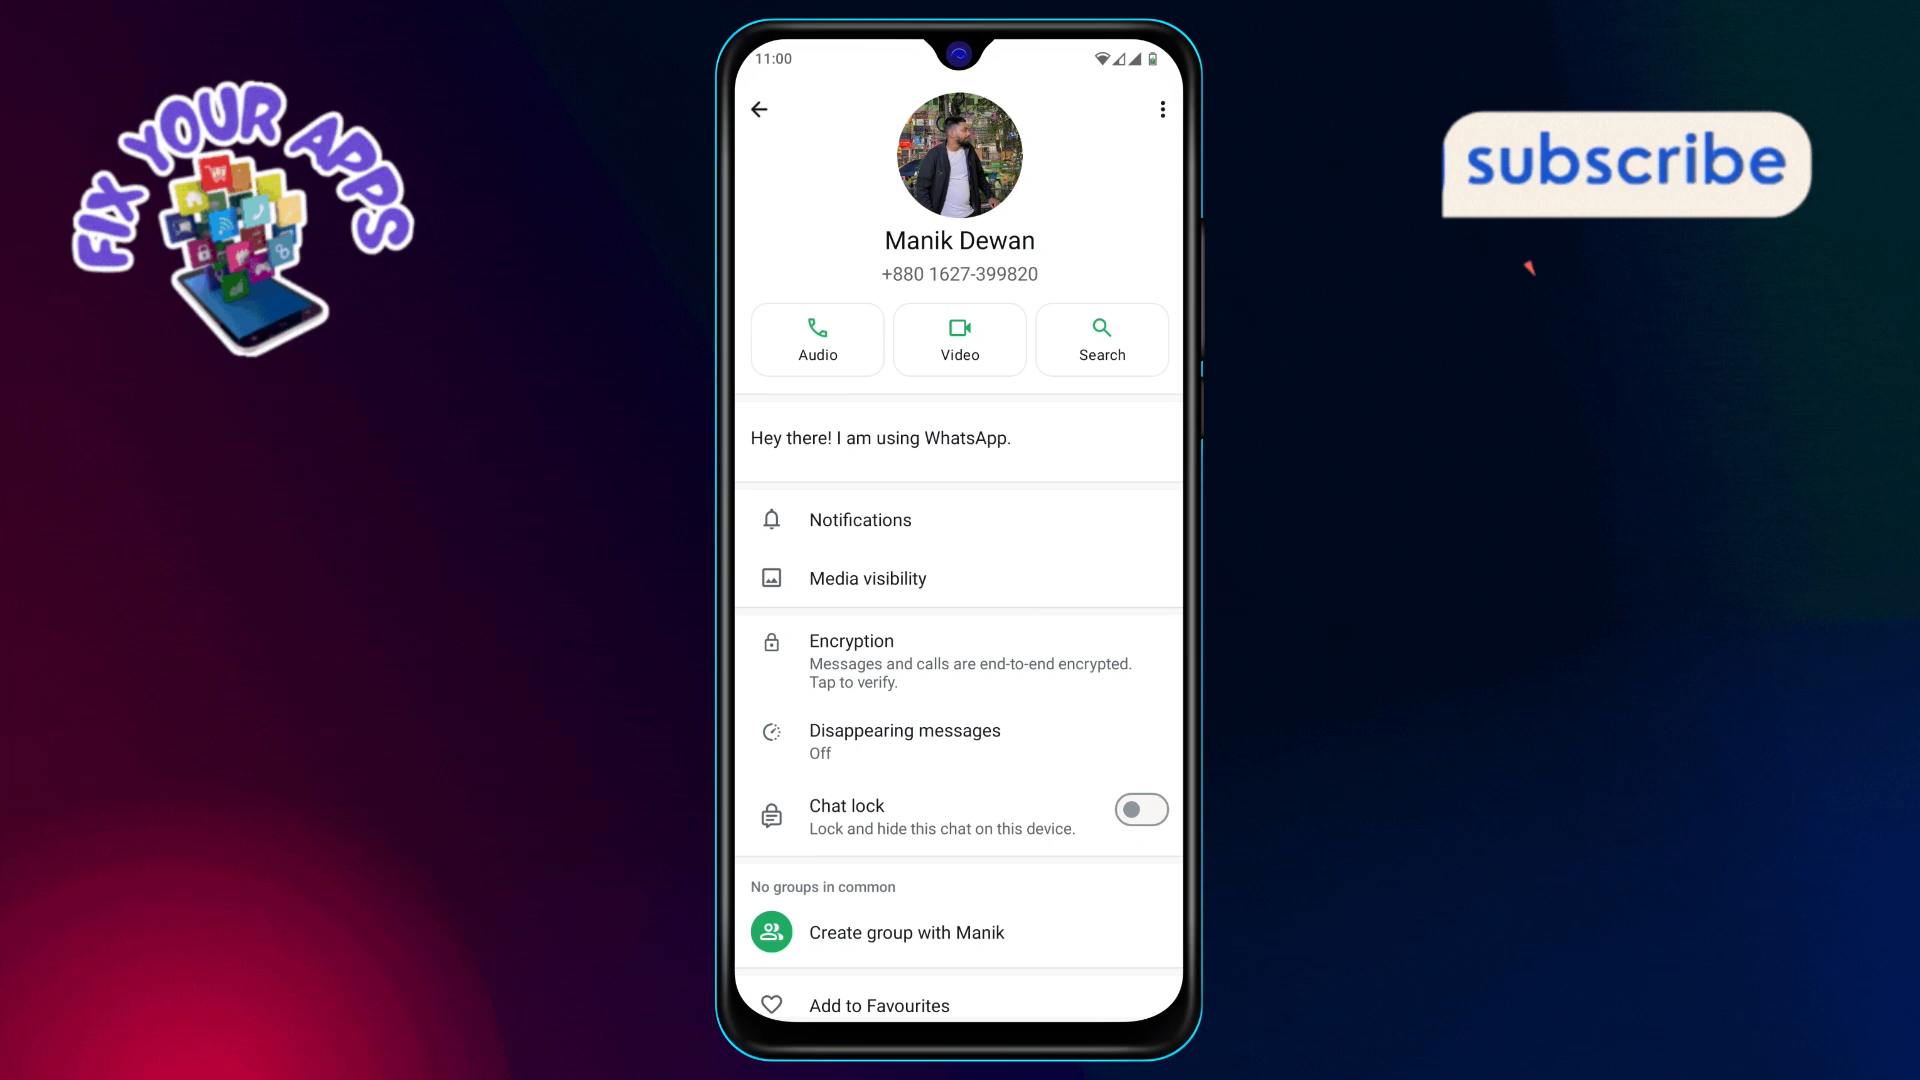 FIX YOUR APPS
subscribe
11:00
Manik Dewan
+880 1627-399820
Audio
Video
Search
Hey there! I am using WhatsApp.
Notifications
Media visibility
Encryption
Messages and calls are end-to-end encrypted.
Tap to verify.
Disappearing messages
Off
Chat lock
Lock and hide this chat on this device.
No groups in common
Create group with Manik
Add to Favourites